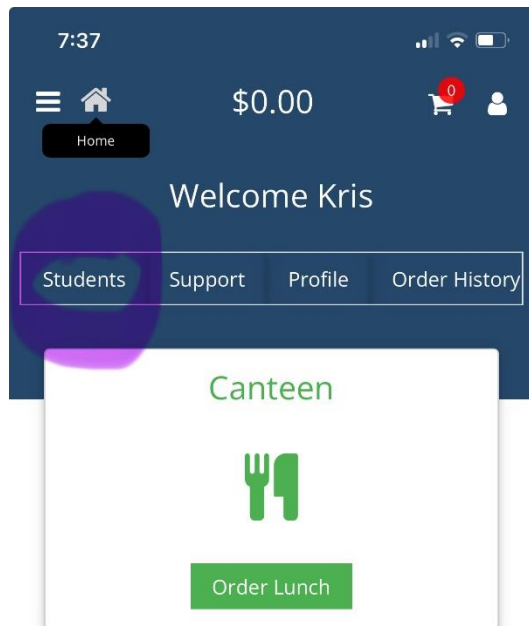 7:37
$0.00 0
Home
Welcome Kris
Students Support Profile Order History
Canteen
Order Lunch